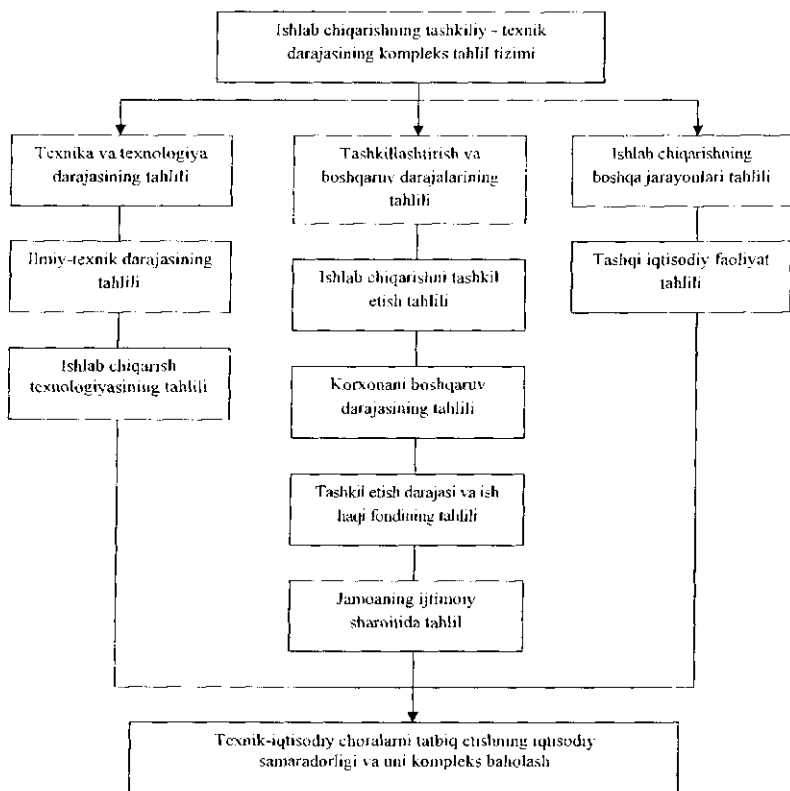 Ishlab chiqarishning tashkiliy - texnik
darajasining kompleks tahlil tizimi
Texnika va texnologiya
darajasining tahlili
Tashkillashtirish va
boshqaruv darajalarining
tahlili
Ishlab chiqarishning
boshqa jarayonlari tahlili
Ilmiy-texnik darajasining
tahlili
Ishlab chiqarishni tashkil
etish tahlili
Tashqi iqtisodiy faoliyat
tahlili
Ishlab chiqarish
texnologiyasining tahlili
Korxonani boshqaruv
darajasining tahlili
Tashkil etish darajasi va ish
haqi fondining tahlili
Jamoaning ijtimoiy
sharoitida tahlil
Texnik-iqtisodiy choralarni tatbiq etishning iqtisodiy
samaradorligi va uni kompleks baholash